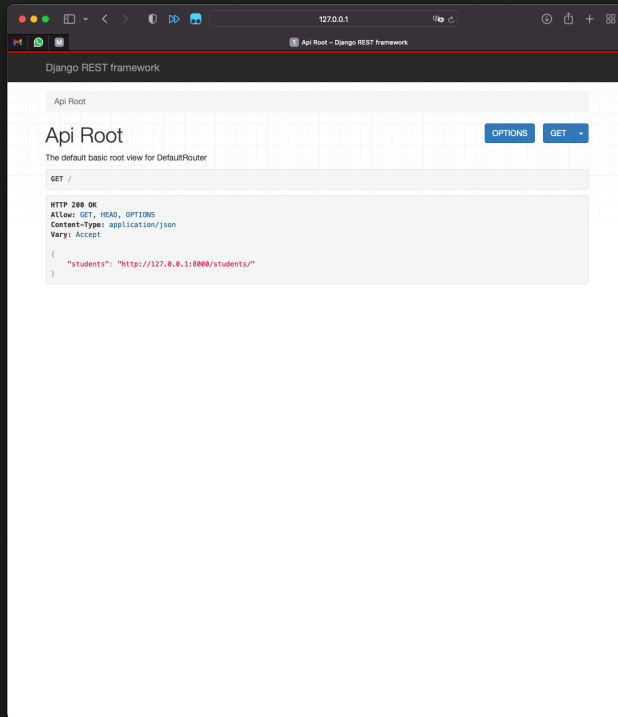 127.0.0.1
M
1 Api Root – Django REST framework
Django REST framework
Api Root
Api Root
OPTIONS
GET
The default basic root view for DefaultRouter
GET /
HTTP 200 OK
Allow: GET, HEAD, OPTIONS
Content-Type: application/json
Vary: Accept
{
    "students": "http://127.0.0.1:8000/students/"
}